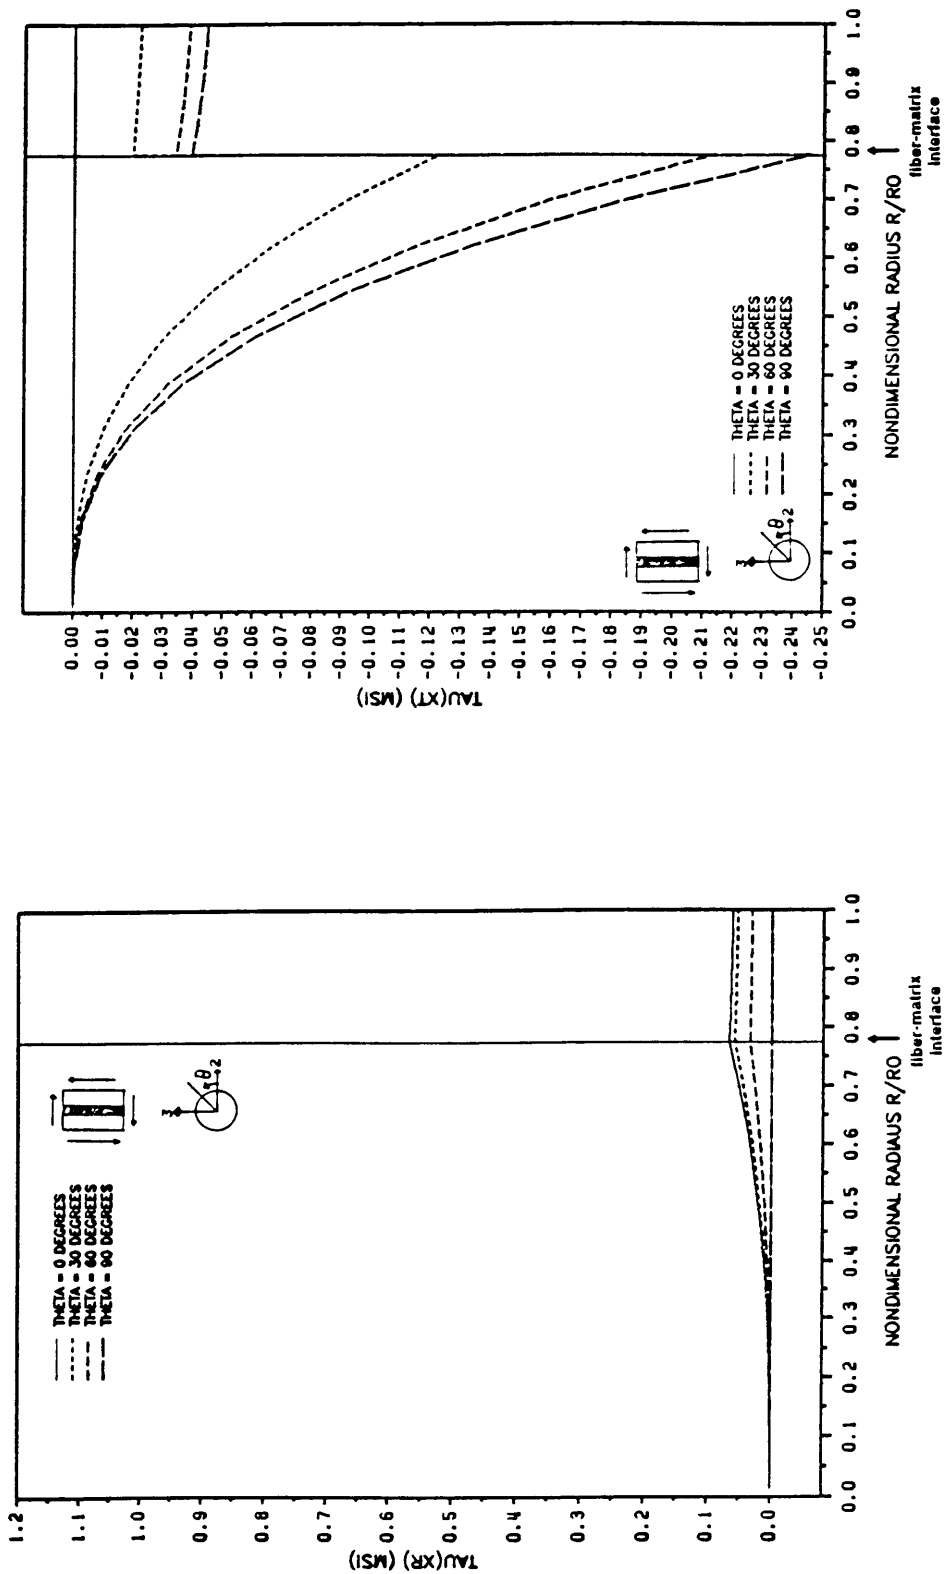 1.2
1.1
1.0
0.9
0.8
0.7
0.6
0.5
0.4
0.3
0.2
0.1
0.0
TAU(XR) (MSI)
THETA = 0 DEGREES
THETA = 30 DEGREES
THETA = 60 DEGREES
THETA = 90 DEGREES
3
θ
2
0.0 0.1 0.2 0.3 0.4 0.5 0.6 0.7 0.8 0.9 1.0
NONDIMENSIONAL RADIAUS R/RO
fiber-matrix
interface
0.00
-0.01
-0.02
-0.03
-0.04
-0.05
-0.06
-0.07
-0.08
-0.09
-0.10
-0.11
-0.12
-0.13
-0.14
-0.15
-0.16
-0.17
-0.18
-0.19
-0.20
-0.21
-0.22
-0.23
-0.24
-0.25
TAU(XT) (MSI)
THETA = 0 DEGREES
THETA = 30 DEGREES
THETA = 60 DEGREES
THETA = 90 DEGREES
3
θ
2
0.0 0.1 0.2 0.3 0.4 0.5 0.6 0.7 0.8 0.9 1.0
NONDIMENSIONAL RADIUS R/RO
fiber-matrix
interface